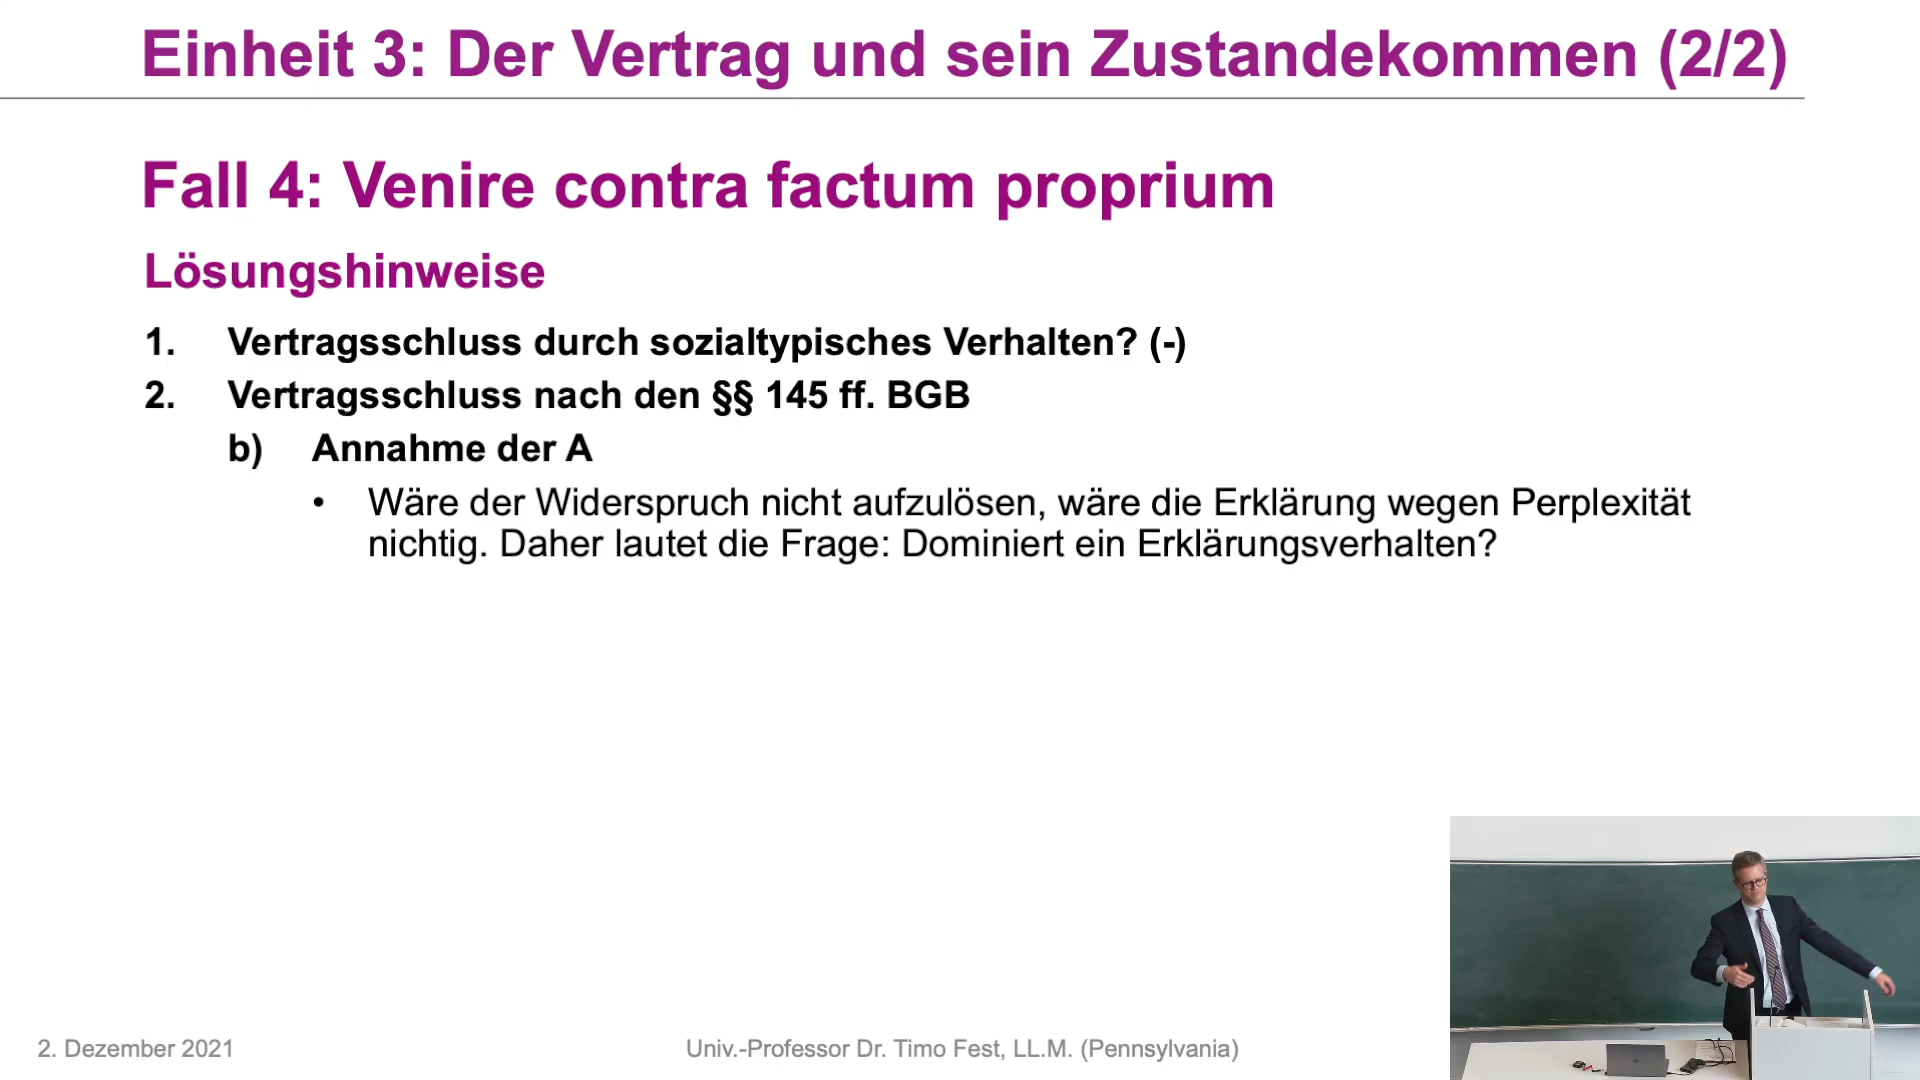 Einheit 3: Der Vertrag und sein Zustandekommen (2/2)
Fall 4: Venire contra factum proprium
Lösungshinweise
1. Vertragsschluss durch sozialtypisches Verhalten? (-)
2. Vertragsschluss nach den §§ 145 ff. BGB
b) Annahme der A
• Wäre der Widerspruch nicht aufzulösen, wäre die Erklärung wegen Perplexität
nichtig. Daher lautet die Frage: Dominiert ein Erklärungsverhalten?
2. Dezember 2021
Univ.-Professor Dr. Timo Fest, LL.M. (Pennsylvania)